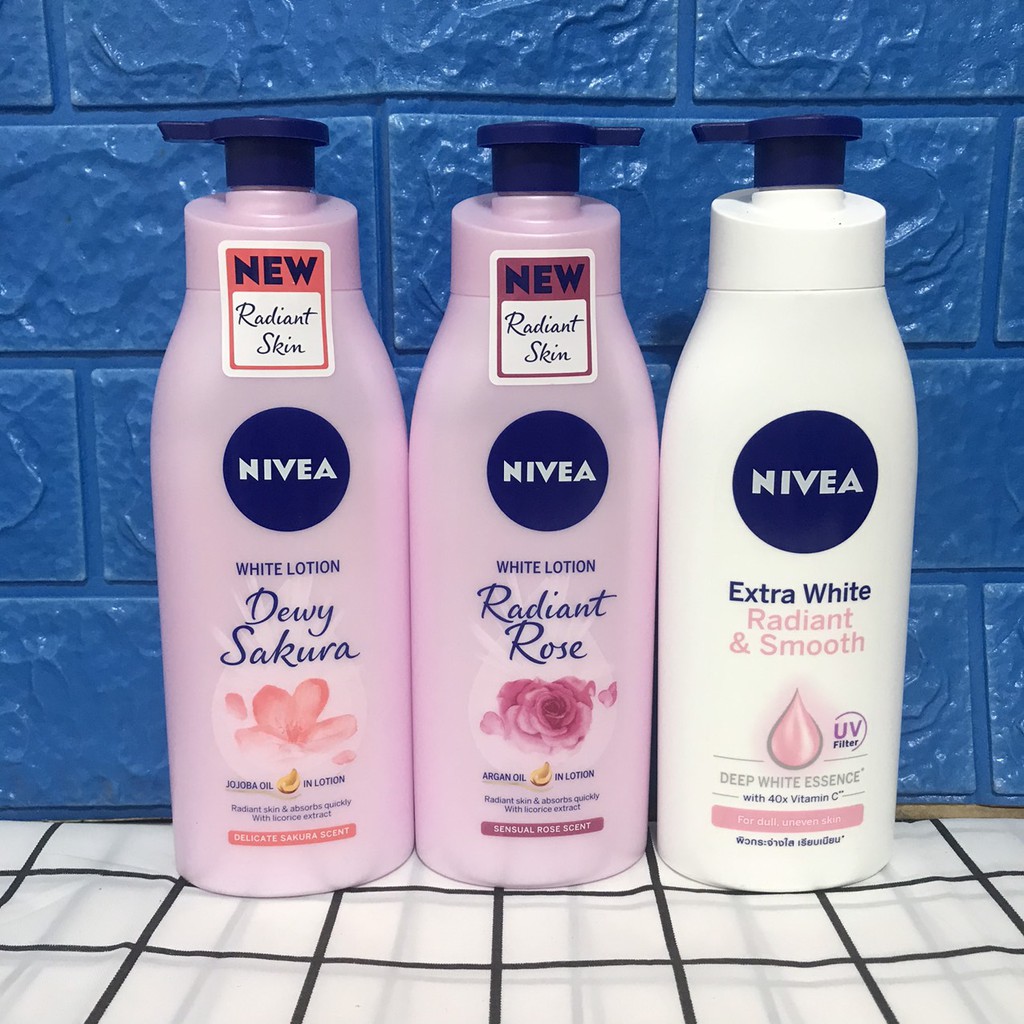 NEW
Radiant
Skin
NIVEA
WHITE LOTION
Dewy
Sakura
JOJOBA OIL IN LOTION
Radiant skin & absorbs quickly
With licorice extract
DELICATE SAKURA SCENT
NEW
Radiant
Skin
NIVEA
WHITE LOTION
Radiant
Rose
ARGAN OIL IN LOTION
Radiant skin & absorbs quickly
With licorice extract
SENSUAL ROSE SCENT
NIVEA
Extra White
Radiant
& Smooth
UV
Filter
DEEP WHITE ESSENCE*
with 40x Vitamin C**
For dull, uneven skin
ผิวกระจ่างใส เรียบเนียน*